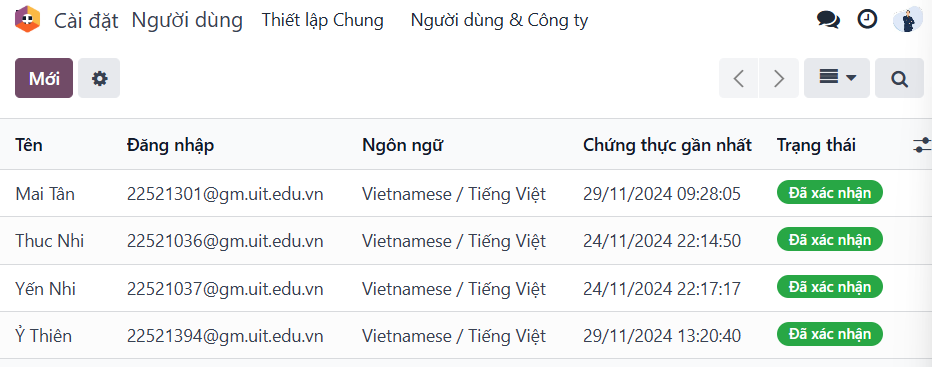 Cài đặt Người dùng Thiết lập Chung Người dùng & Công ty
Mới
Tên Đăng nhập Ngôn ngữ Chứng thực gần nhất Trạng thái
Mai Tân 22521301@gm.uit.edu.vn Vietnamese / Tiếng Việt 29/11/2024 09:28:05 Đã xác nhận
Thuc Nhi 22521036@gm.uit.edu.vn Vietnamese / Tiếng Việt 24/11/2024 22:14:50 Đã xác nhận
Yến Nhi 22521037@gm.uit.edu.vn Vietnamese / Tiếng Việt 24/11/2024 22:17:17 Đã xác nhận
Ỷ Thiên 22521394@gm.uit.edu.vn Vietnamese / Tiếng Việt 29/11/2024 13:20:40 Đã xác nhận